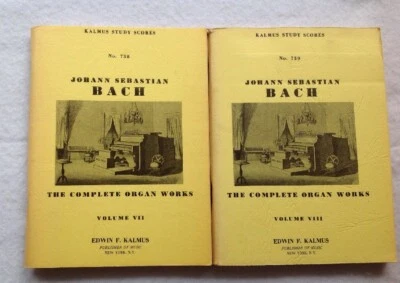 KALMUS STUDY SCORES
No. 758
JOHANN SEBASTIAN
BACH
THE COMPLETE ORGAN WORKS
VOLUME VII
EDWIN F. KALMUS
PUBLISHER OF MUSIC
NEW YORK, N.Y.
KALMUS STUDY SCORES
No. 759
JOHANN SEBASTIAN
BACH
THE COMPLETE ORGAN WORKS
VOLUME VIII
EDWIN F. KALMUS
PUBLISHER OF MUSIC
NEW YORK, N.Y.